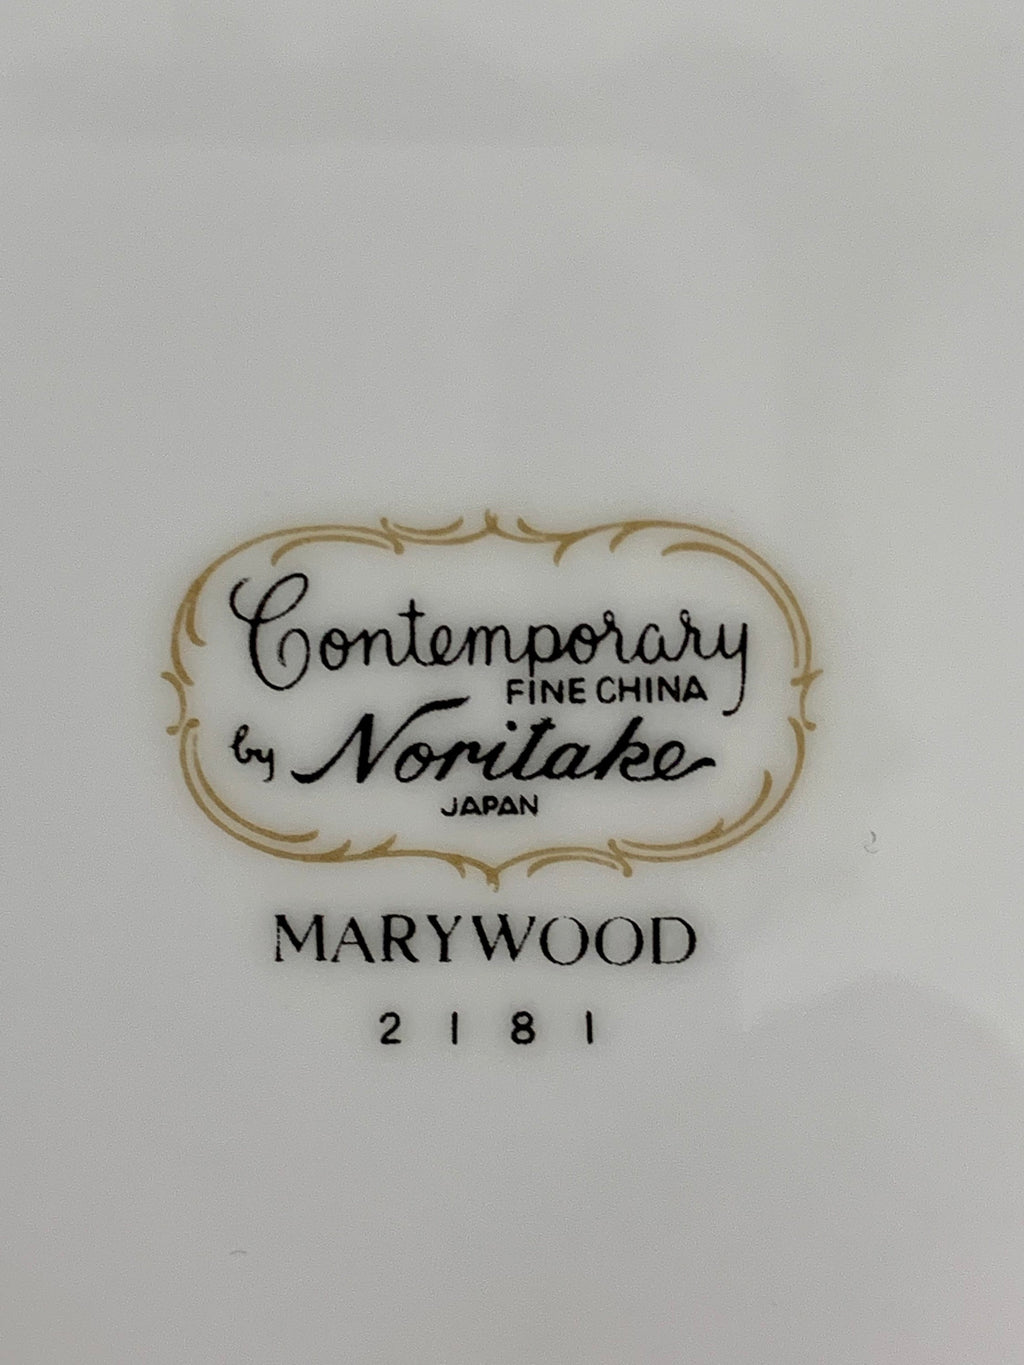 Contemporary
FINE CHINA
by Noritake
JAPAN
MARYWOOD
2181